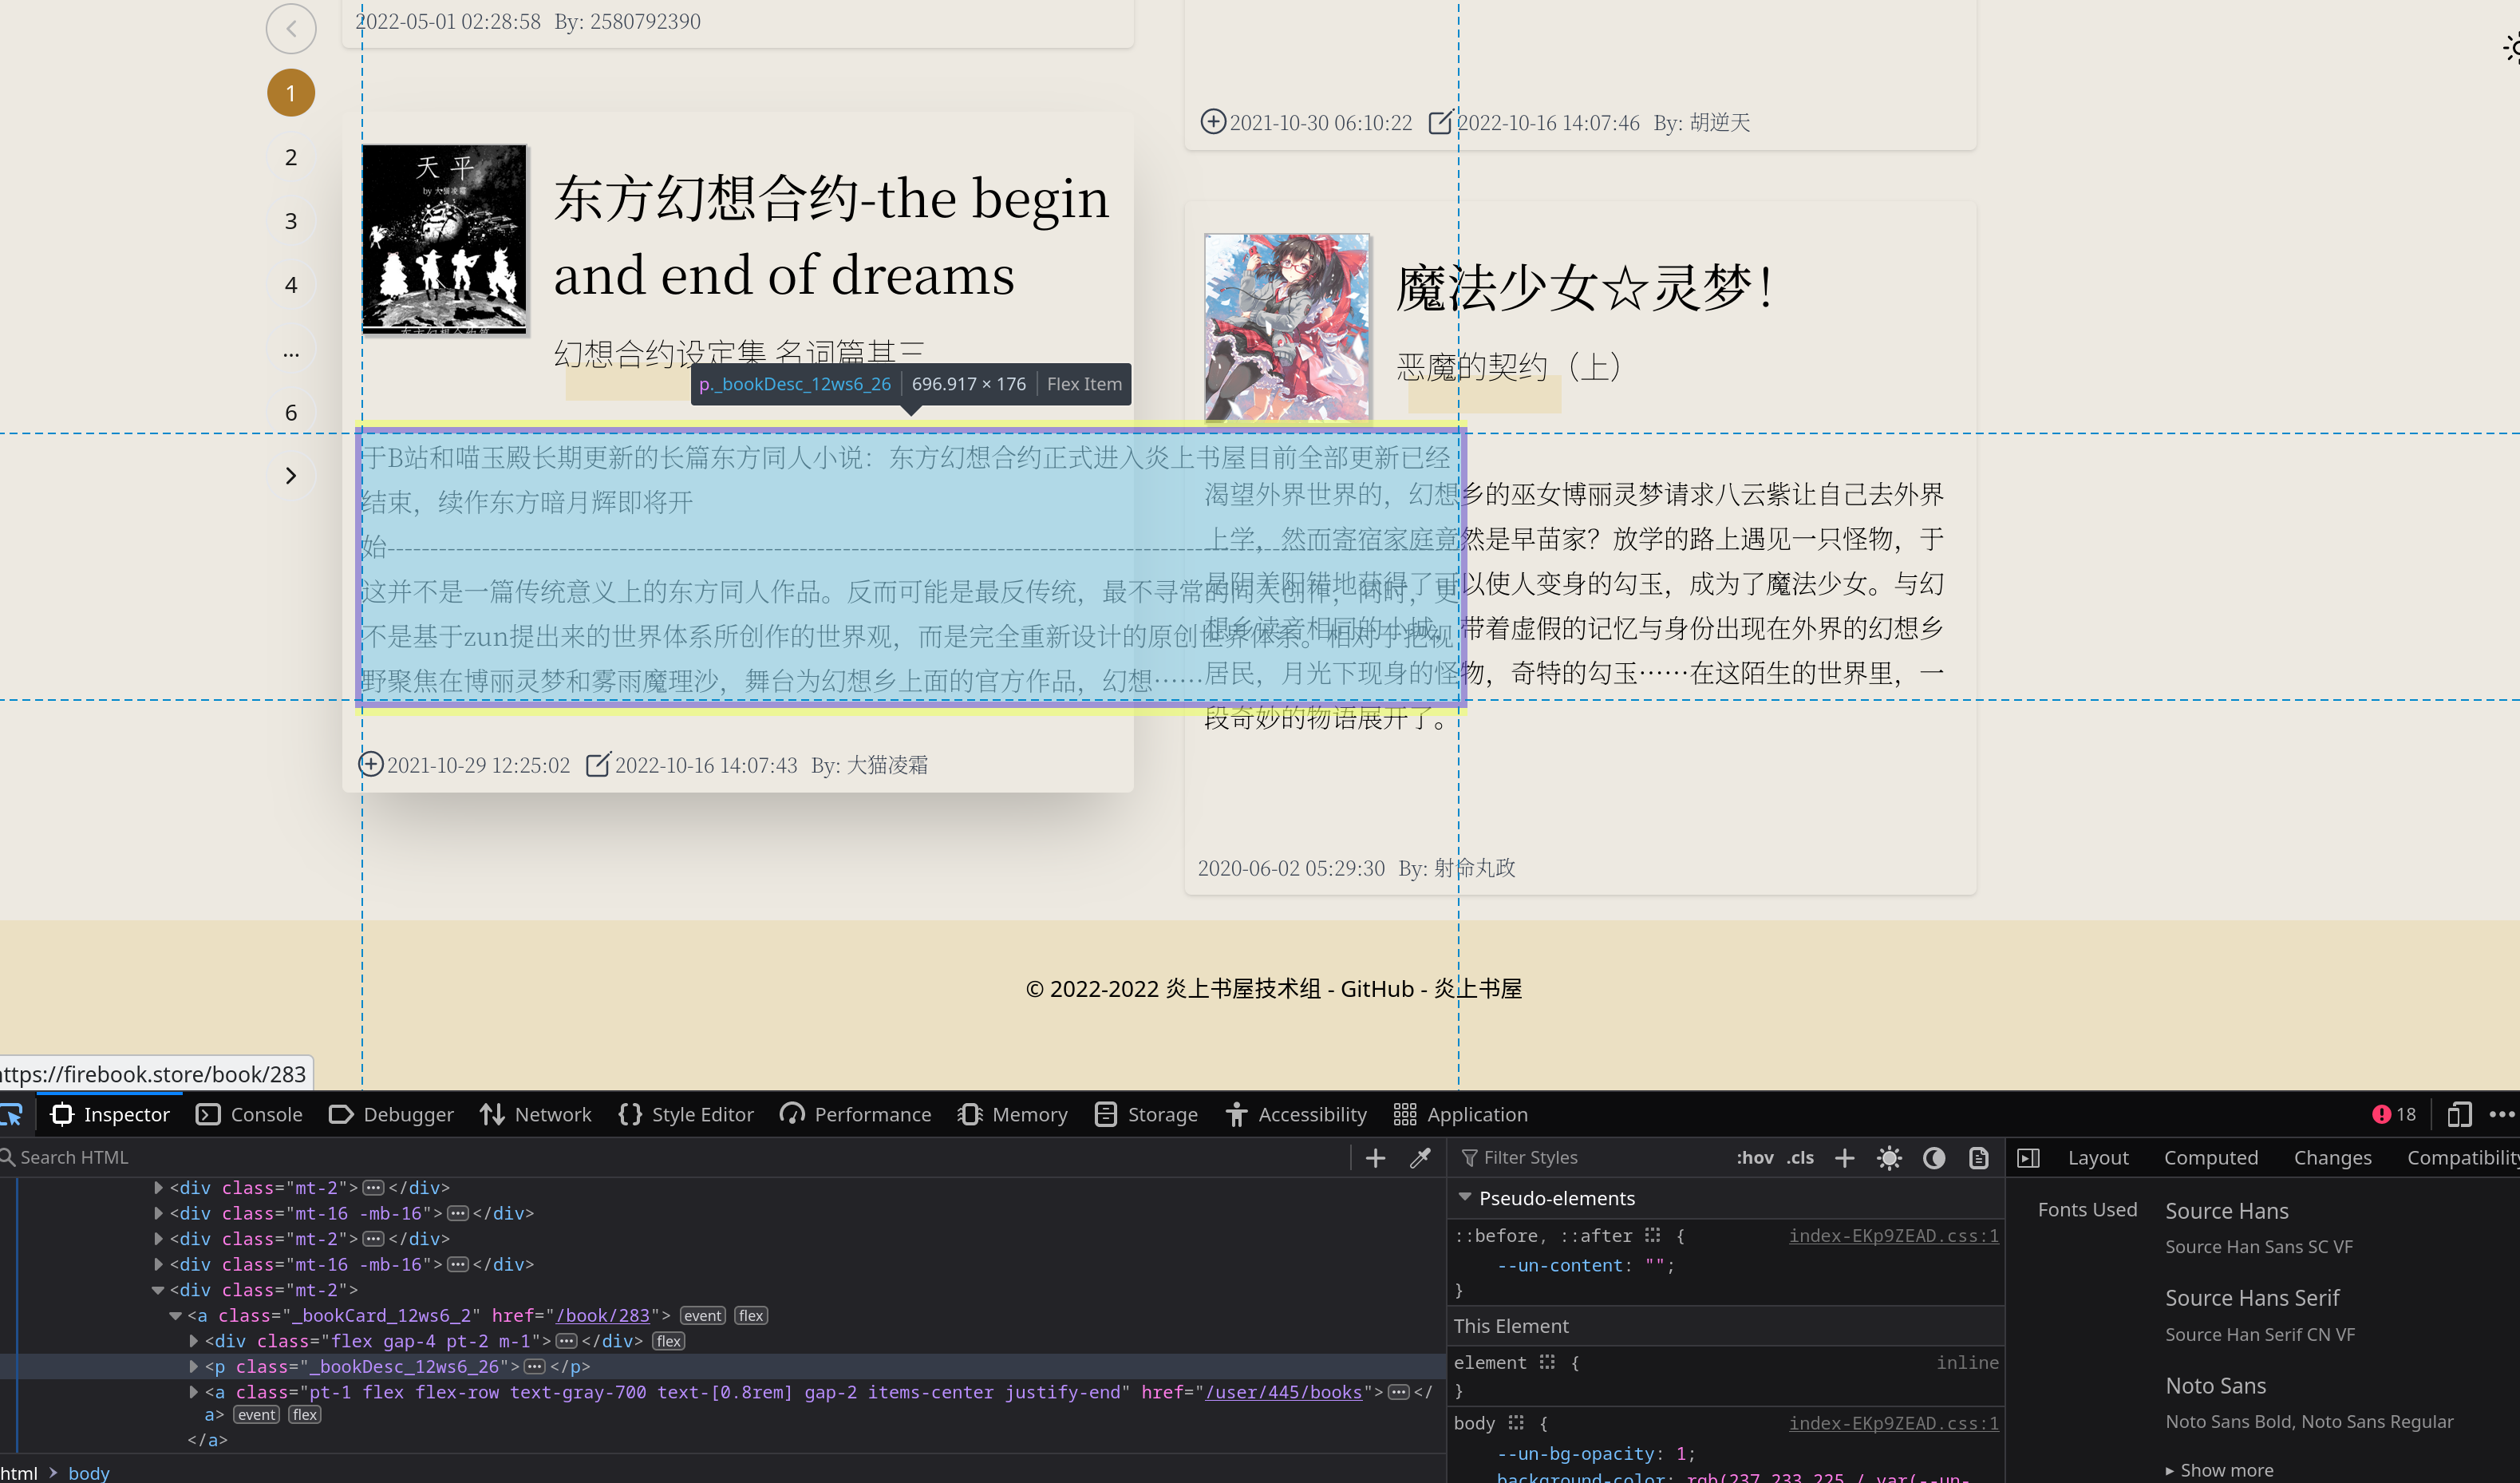 2022-05-01 02:28:58 By: 2580792390
1
2
3
4
...
6
天平
by 大猫凌霜
东方幻想合约-the begin
and end of dreams
幻想合约设定集 名词篇其三
p._bookDesc_12ws6_26 696.917 × 176 Flex Item
于B站和喵玉殿长期更新的长篇东方同人小说：东方幻想合约正式进入炎上书屋目前全部更新已经
结束，续作东方暗月辉即将开
始
这并不是一篇传统意义上的东方同人作品。反而可能是最反传统，最不寻常的同人创作，同时，更
不是基于zun提出来的世界体系所创作的世界观，而是完全重新设计的原创世界体系。相对于把视
野聚焦在博丽灵梦和雾雨魔理沙，舞台为幻想乡上面的官方作品，幻想……
2021-10-29 12:25:02 2022-10-16 14:07:43 By: 大猫凌霜
2021-10-30 06:10:22 2022-10-16 14:07:46 By: 胡逆天
魔法少女☆灵梦！
恶魔的契约（上）
渴望外界世界的，幻想乡的巫女博丽灵梦请求八云紫让自己去外界
上学，然而寄宿家庭竟然是早苗家？放学的路上遇见一只怪物，于
是阴差阳错地获得了可以使人变身的勾玉，成为了魔法少女。与幻
想乡读音相同的小城，带着虚假的记忆与身份出现在外界的幻想乡
居民，月光下现身的怪物，奇特的勾玉……在这陌生的世界里，一
段奇妙的物语展开了。
2020-06-02 05:29:30 By: 射命丸政
© 2022-2022 炎上书屋技术组 - GitHub - 炎上书屋
https://firebook.store/book/283
Inspector Console Debugger Network Style Editor Performance Memory Storage Accessibility Application 18
Search HTML
<div class="mt-2"></div>
<div class="mt-16 -mb-16"></div>
<div class="mt-2"></div>
<div class="mt-16 -mb-16"></div>
<div class="mt-2">
<a class="_bookCard_12ws6_2" href="/book/283"> event flex
<div class="flex gap-4 pt-2 m-1"></div> flex
<p class="_bookDesc_12ws6_26"></p>
<a class="pt-1 flex flex-row text-gray-700 text-[0.8rem] gap-2 items-center justify-end" href="/user/445/books"></
a> event flex
</a>
html > body
Filter Styles :hov .cls
Pseudo-elements
::before, ::after { index-EKp9ZEAD.css:1
--un-content: "";
}
This Element
element { inline
}
body { index-EKp9ZEAD.css:1
--un-bg-opacity: 1;
background-color: rgb(237 233 225 / var(--un-
Layout Computed Changes Compatibility
Fonts Used
Source Hans
Source Han Sans SC VF
Source Hans Serif
Source Han Serif CN VF
Noto Sans
Noto Sans Bold, Noto Sans Regular
Show more